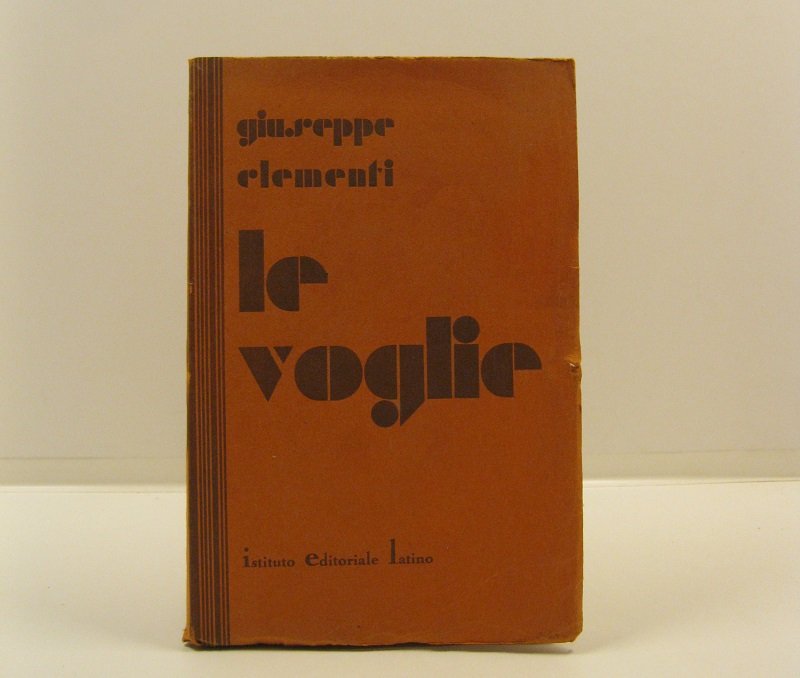 giuseppe
clementi
le
voglie
istituto editoriale latino